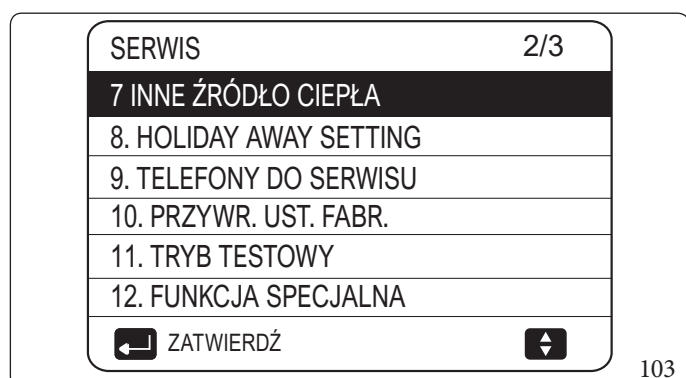 SERWIS 2/3
7 INNE ŹRÓDŁO CIEPŁA
8. HOLIDAY AWAY SETTING
9. TELEFONY DO SERWISU
10. PRZYWR. UST. FABR.
11. TRYB TESTOWY
12. FUNKCJA SPECJALNA
ZATWIERDŹ
103